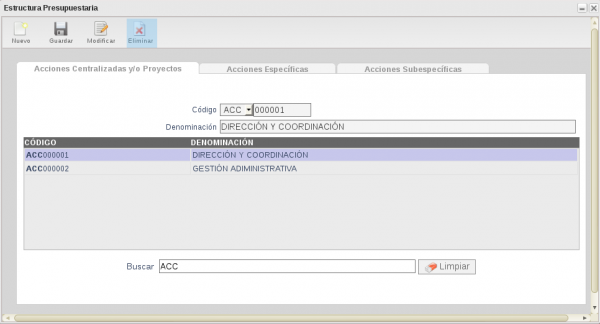 Estructura Presupuestaria
Nuevo Guardar Modificar Eliminar
Acciones Centralizadas y/o Proyectos Acciones Específicas Acciones Subespecíficas
Código ACC 000001
Denominación DIRECCIÓN Y COORDINACIÓN
CÓDIGO DENOMINACIÓN
ACC000001 DIRECCIÓN Y COORDINACIÓN
ACC000002 GESTIÓN ADIMINISTRATIVA
Buscar ACC Limpiar